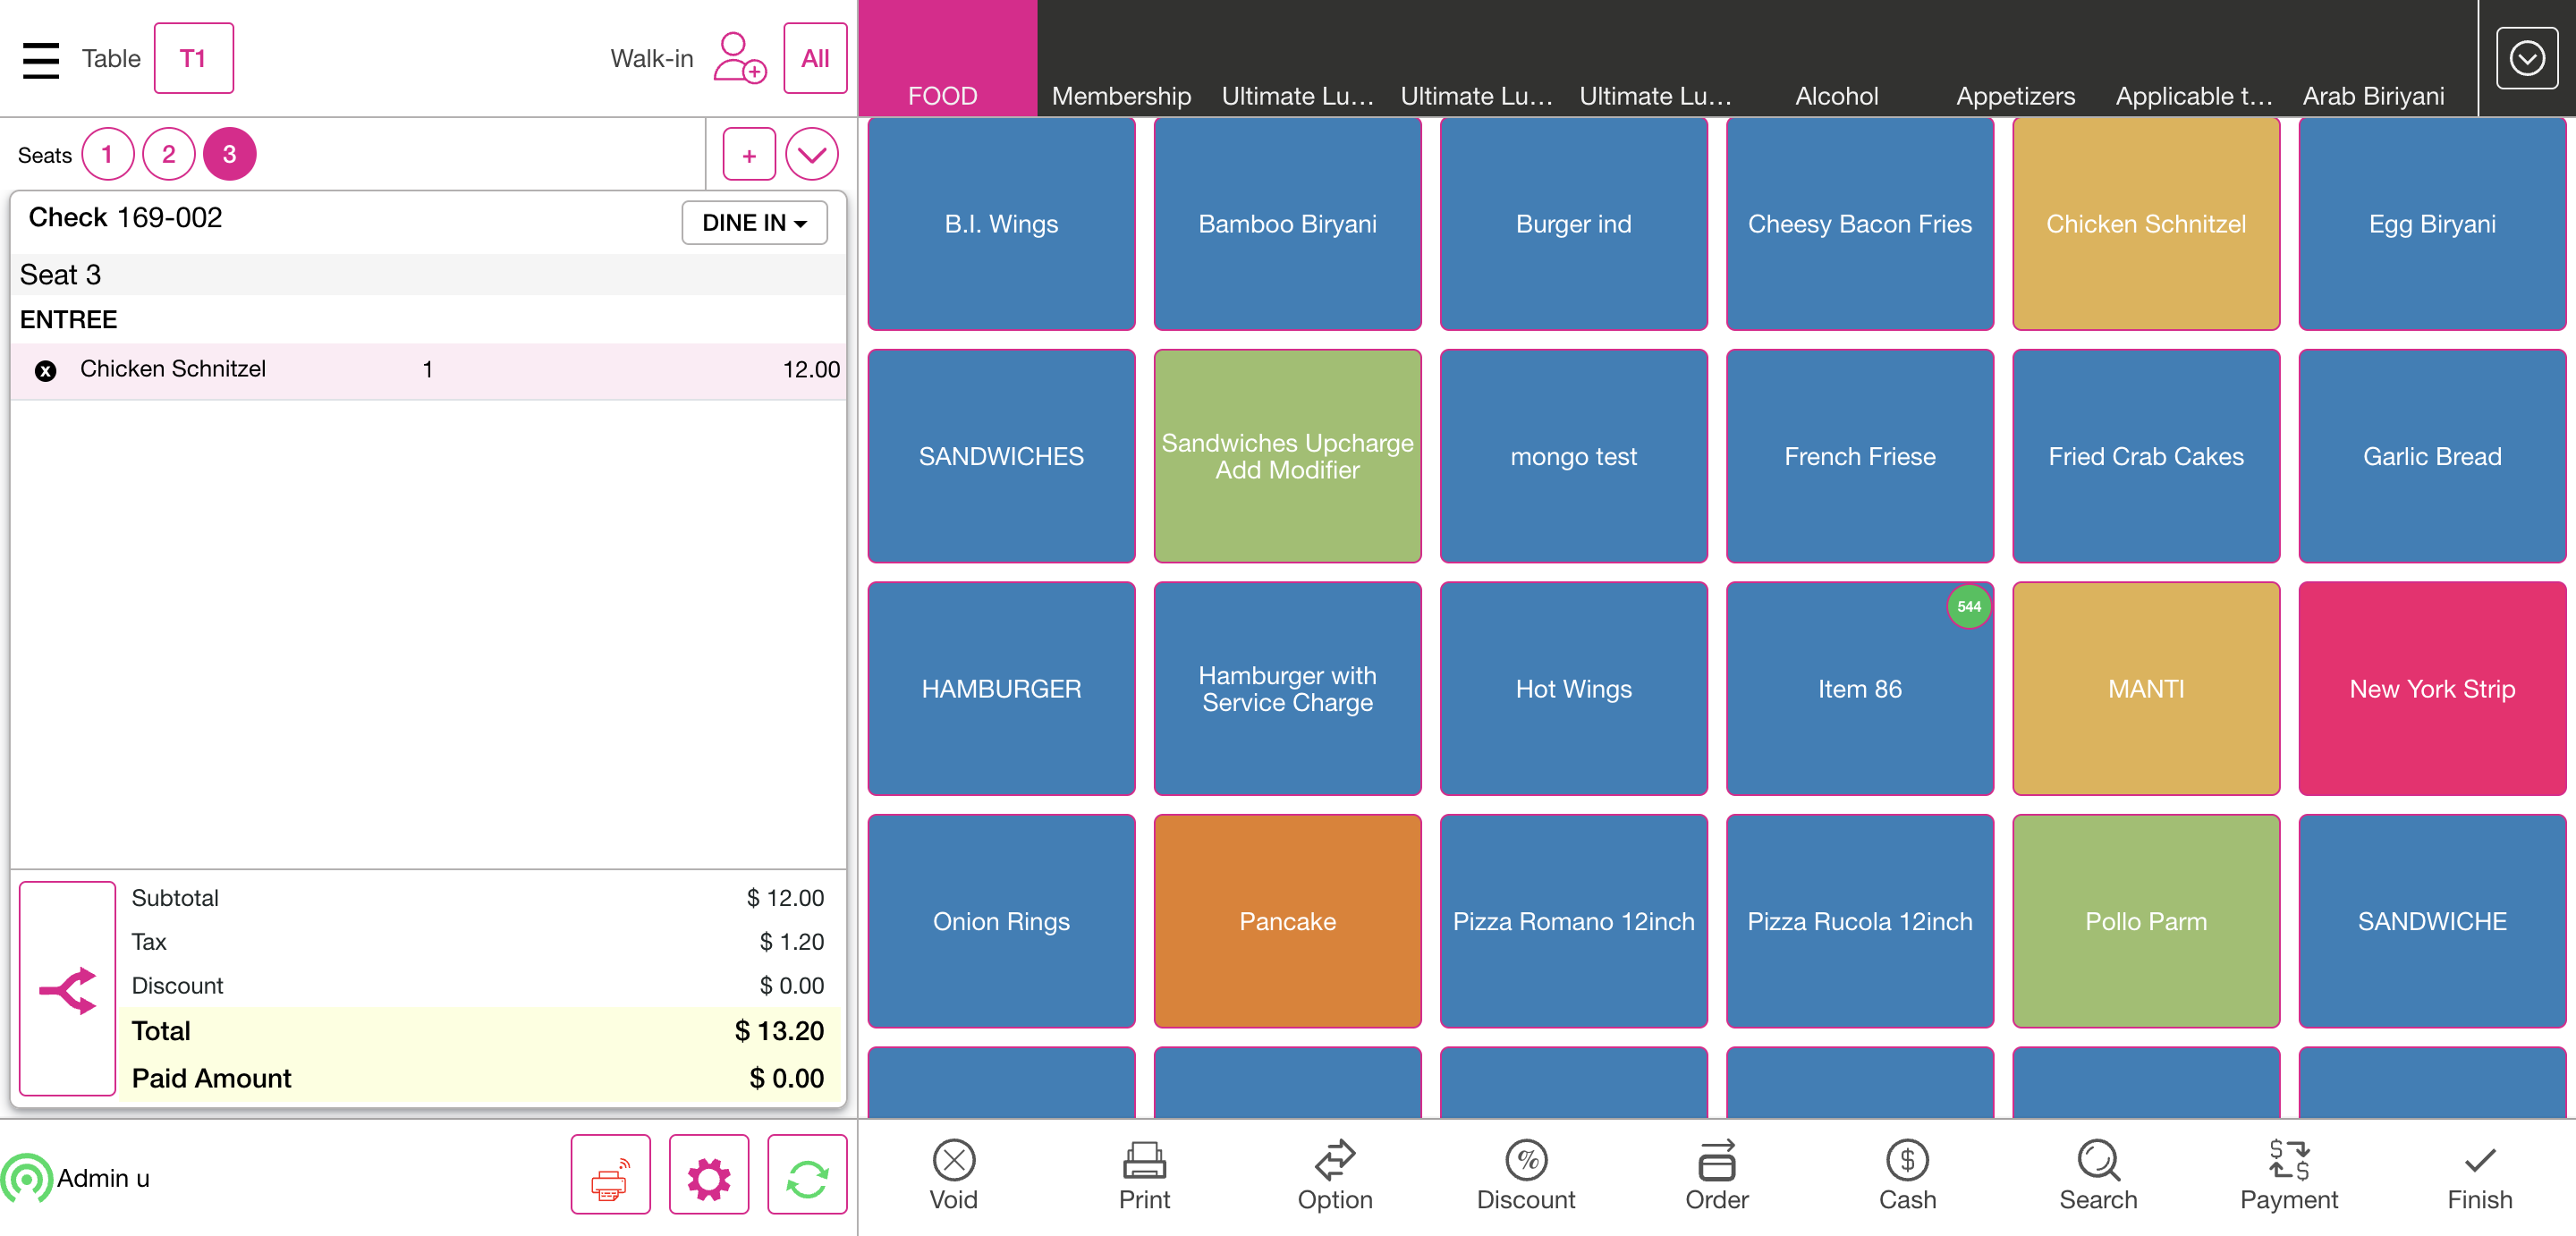 Table T1 Walk-in All
Seats 1 2 3 +
Check 169-002 DINE IN
Seat 3
ENTREE
x Chicken Schnitzel 1 12.00
Subtotal $ 12.00
Tax $ 1.20
Discount $ 0.00
Total $ 13.20
Paid Amount $ 0.00
Admin u
FOOD Membership Ultimate Lu... Ultimate Lu... Ultimate Lu... Alcohol Appetizers Applicable t... Arab Biriyani
B.I. Wings
Bamboo Biryani
Burger ind
Cheesy Bacon Fries
Chicken Schnitzel
Egg Biryani
SANDWICHES
Sandwiches Upcharge
Add Modifier
mongo test
French Friese
Fried Crab Cakes
Garlic Bread
HAMBURGER
Hamburger with
Service Charge
Hot Wings
544
Item 86
MANTI
New York Strip
Onion Rings
Pancake
Pizza Romano 12inch
Pizza Rucola 12inch
Pollo Parm
SANDWICHE
Void Print Option Discount Order Cash Search Payment Finish